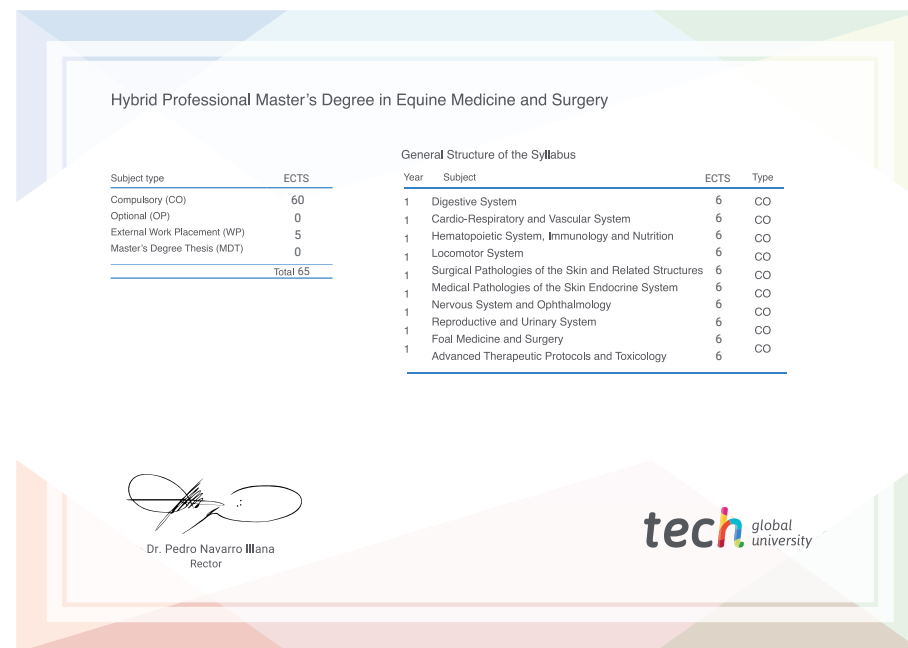 Hybrid Professional Master's Degree in Equine Medicine and Surgery
Subject type ECTS
Compulsory (CO) 60
Optional (OP) 0
External Work Placement (WP) 5
Master's Degree Thesis (MDT) 0
Total 65
General Structure of the Syllabus
Year Subject ECTS Type
1 Digestive System 6 CO
1 Cardio-Respiratory and Vascular System 6 CO
1 Hematopoietic System, Immunology and Nutrition 6 CO
1 Locomotor System 6 CO
1 Surgical Pathologies of the Skin and Related Structures 6 CO
1 Medical Pathologies of the Skin Endocrine System 6 CO
1 Nervous System and Ophthalmology 6 CO
1 Reproductive and Urinary System 6 CO
1 Foal Medicine and Surgery 6 CO
Advanced Therapeutic Protocols and Toxicology 6
Dr. Pedro Navarro Illana
Rector
tech global university